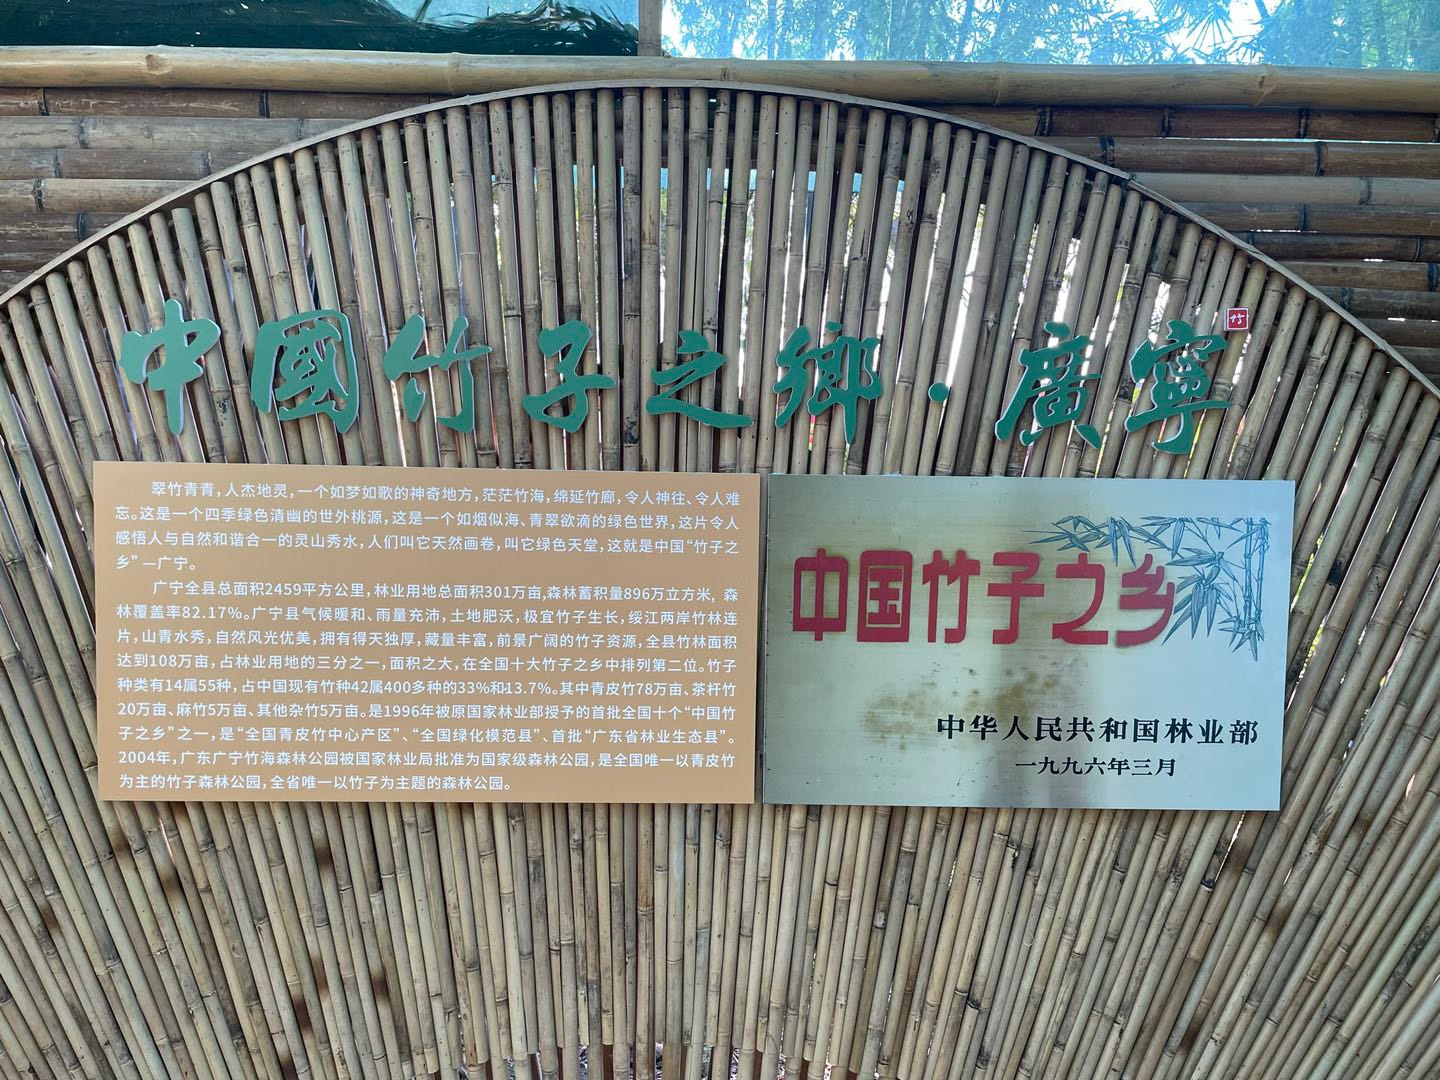 中國竹子之鄉·廣寧
竹
翠竹青青，人杰地灵，一个如梦如歌的神奇地方，茫茫竹海，绵延竹廊，令人神往、令人难
忘。这是一个四季绿色清幽的世外桃源，这是一个如烟似海、青翠欲滴的绿色世界，这片令人
感悟人与自然和谐合一的灵山秀水，人们叫它天然画卷，叫它绿色天堂，这就是中国“竹子之
乡”—广宁。
广宁全县总面积2459平方公里，林业用地总面积301万亩，森林蓄积量896万立方米，森
林覆盖率82.17%。广宁县气候暖和、雨量充沛，土地肥沃，极宜竹子生长，绥江两岸竹林连
片，山青水秀，自然风光优美，拥有得天独厚，藏量丰富，前景广阔的竹子资源，全县竹林面积
达到108万亩，占林业用地的三分之一，面积之大，在全国十大竹子之乡中排列第二位。竹子
种类有14属55种，占中国现有竹种42属400多种的33%和13.7%。其中青皮竹78万亩、茶杆竹
20万亩、麻竹5万亩、其他杂竹5万亩。是1996年被原国家林业部授予的首批全国十个“中国竹
子之乡”之一，是“全国青皮竹中心产区”、“全国绿化模范县”、首批“广东省林业生态县”。
2004年，广东广宁竹海森林公园被国家林业局批准为国家级森林公园，是全国唯一以青皮竹
为主的竹子森林公园，全省唯一以竹子为主题的森林公园。
中国竹子之乡
中华人民共和国林业部
一九九六年三月